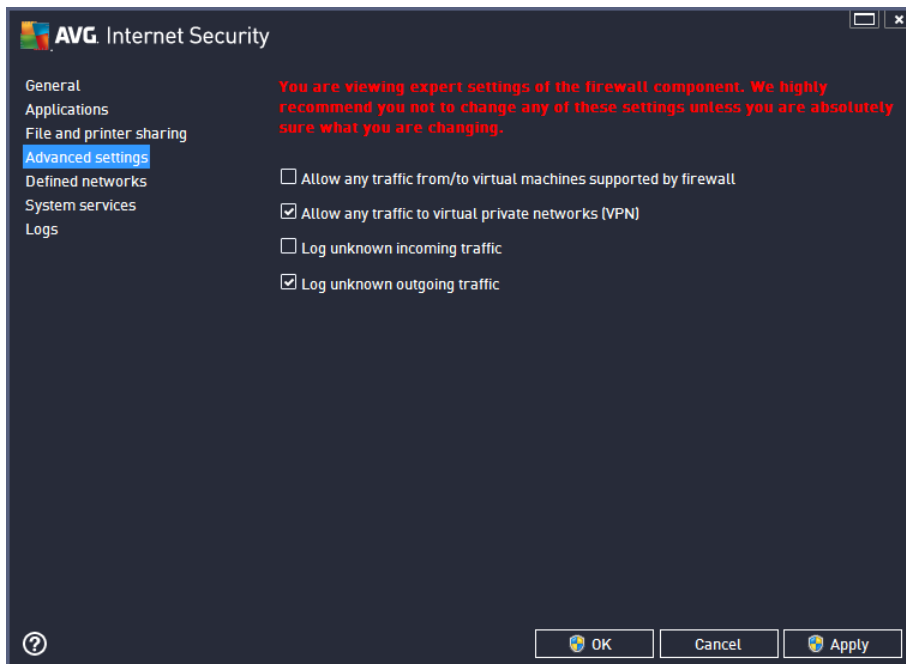 AVG. Internet Security
General
Applications
File and printer sharing
Advanced settings
Defined networks
System services
Logs
You are viewing expert settings of the firewall component. We highly
recommend you not to change any of these settings unless you are absolutely
sure what you are changing.
Allow any traffic from/to virtual machines supported by firewall
Allow any traffic to virtual private networks (VPN)
Log unknown incoming traffic
Log unknown outgoing traffic
?
OK
Cancel
Apply